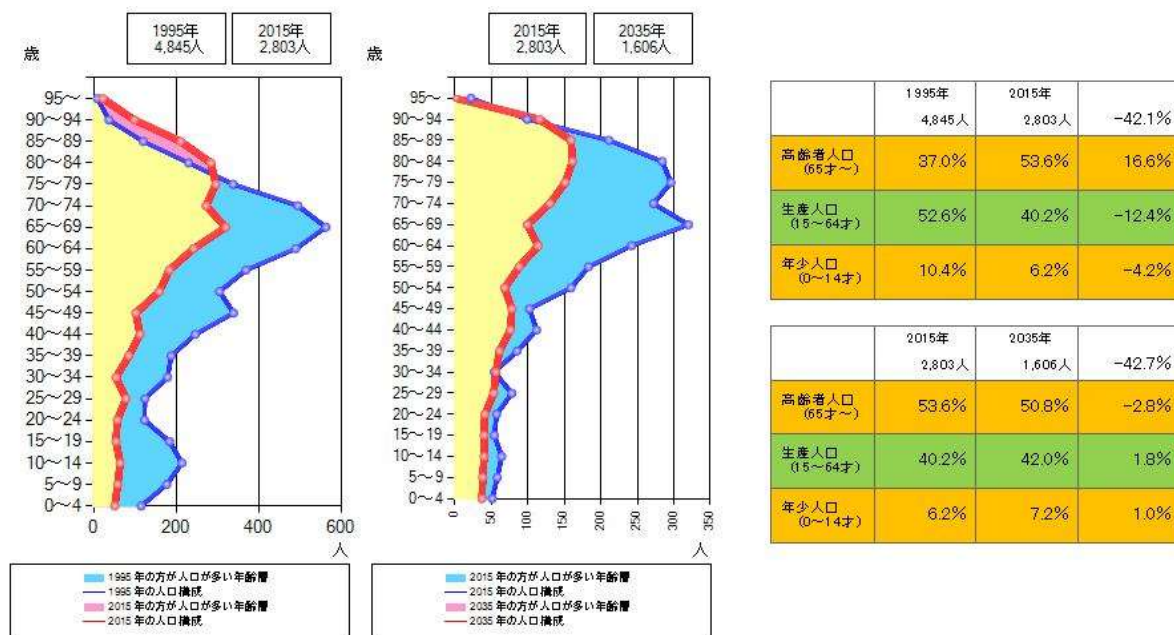 1995年
4,845人
2015年
2,803人
歳
95～
90～94
85～89
80～84
75～79
70～74
65～69
60～64
55～59
50～54
45～49
40～44
35～39
30～34
25～29
20～24
15～19
10～14
5～9
0～4
0
200
400
600
人
1995年の方が人口が多い年齢層
1995年の人口構成
2015年の方が人口が多い年齢層
2015年の人口構成
2015年
2,803人
2035年
1,606人
歳
95～
90～94
85～89
80～84
75～79
70～74
65～69
60～64
55～59
50～54
45～49
40～44
35～39
30～34
25～29
20～24
15～19
10～14
5～9
0～4
0
50
100
150
200
250
300
350
人
2015年の方が人口が多い年齢層
2015年の人口構成
2035年の方が人口が多い年齢層
2035年の人口構成
1995年 2015年
4,845人 2,803人 -42.1%
高齢者人口
(65才～) 37.0% 53.6% 16.6%
生産人口
(15～64才) 52.6% 40.2% -12.4%
年少人口
(0～14才) 10.4% 6.2% -4.2%
2015年 2035年
2,803人 1,606人 -42.7%
高齢者人口
(65才～) 53.6% 50.8% -2.8%
生産人口
(15～64才) 40.2% 42.0% 1.8%
年少人口
(0～14才) 6.2% 7.2% 1.0%